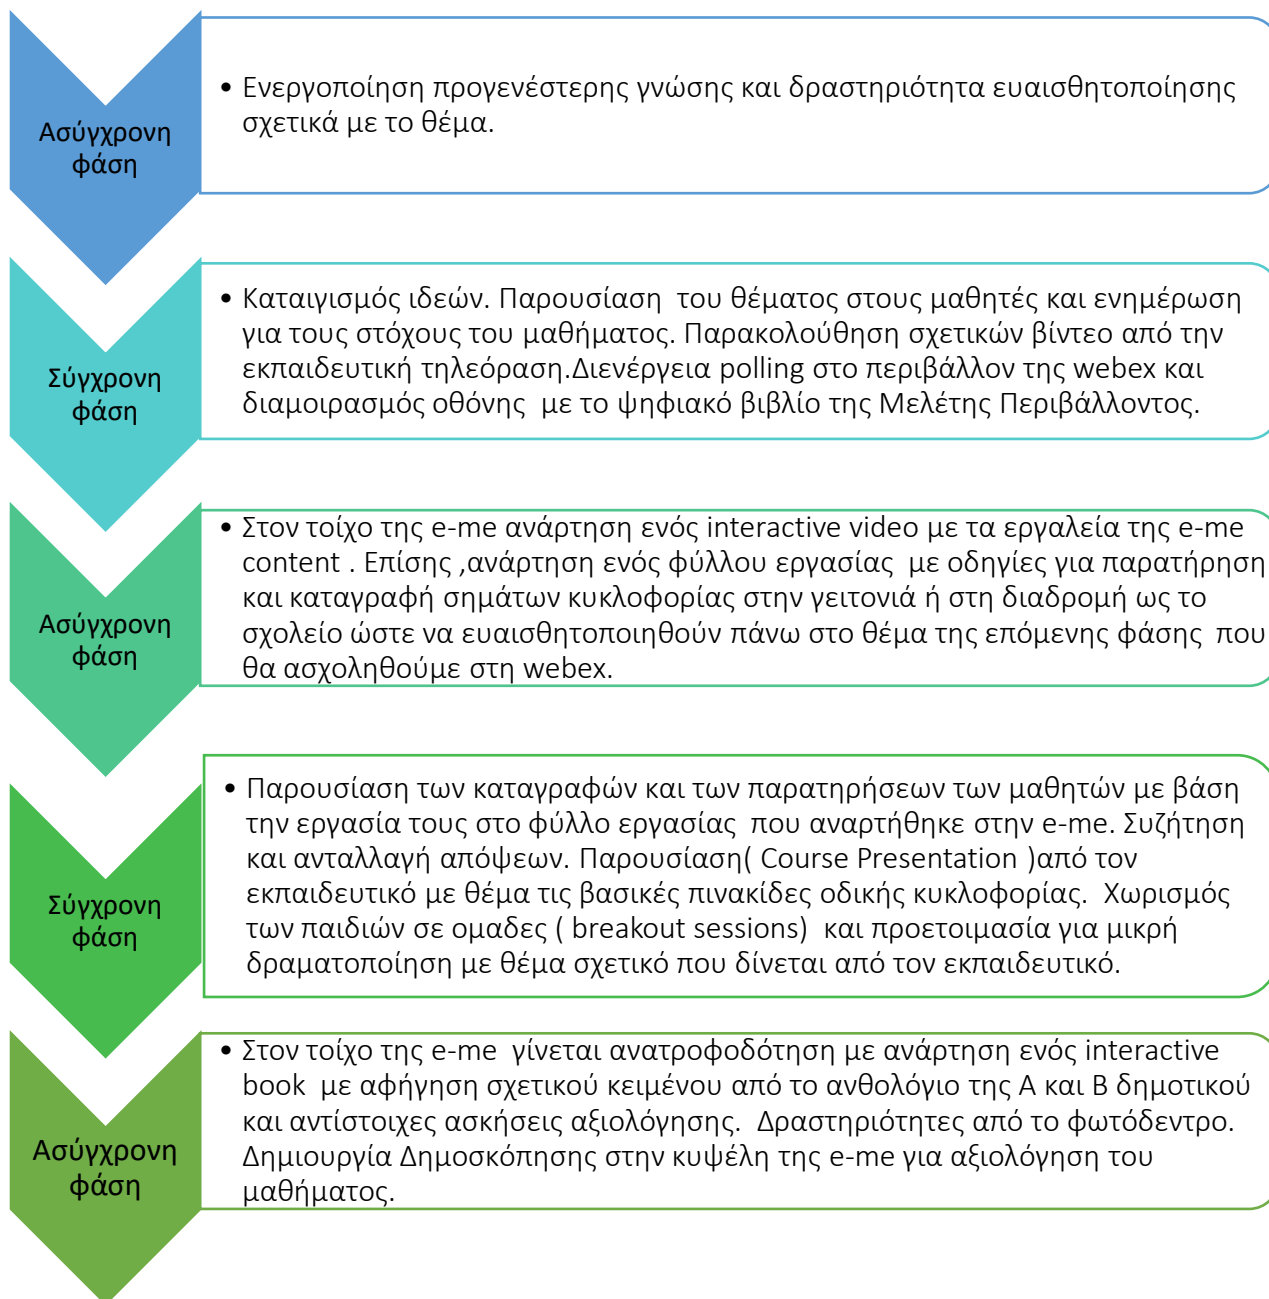 Ασύγχρονη
φάση
• Ενεργοποίηση προγενέστερης γνώσης και δραστηριότητα ευαισθητοποίησης
σχετικά με το θέμα.
Σύγχρονη
φάση
• Καταιγισμός ιδεών. Παρουσίαση  του θέματος στους μαθητές και ενημέρωση
για τους στόχους του μαθήματος. Παρακολούθηση σχετικών βίντεο από την
εκπαιδευτική τηλεόραση.Διενέργεια polling στο περιβάλλον της webex και
διαμοιρασμός οθόνης  με το ψηφιακό βιβλίο της Μελέτης Περιβάλλοντος.
Ασύγχρονη
φάση
• Στον τοίχο της e-me ανάρτηση ενός interactive video με τα εργαλεία της e-me
content . Επίσης ,ανάρτηση ενός φύλλου εργασίας  με οδηγίες για παρατήρηση
και καταγραφή σημάτων κυκλοφορίας στην γειτονιά ή στη διαδρομή ως το
σχολείο ώστε να ευαισθητοποιηθούν πάνω στο θέμα της επόμενης φάσης  που
θα ασχοληθούμε στη webex.
Σύγχρονη
φάση
• Παρουσίαση των καταγραφών και των παρατηρήσεων των μαθητών με βάση
την εργασία τους στο φύλλο εργασίας  που αναρτήθηκε στην e-me. Συζήτηση
και ανταλλαγή απόψεων. Παρουσίαση( Course Presentation )από τον
εκπαιδευτικό με θέμα τις βασικές πινακίδες οδικής κυκλοφορίας.  Χωρισμός
των παιδιών σε ομαδες ( breakout sessions)  και προετοιμασία για μικρή
δραματοποίηση με θέμα σχετικό που δίνεται από τον εκπαιδευτικό.
Ασύγχρονη
φάση
• Στον τοίχο της e-me  γίνεται ανατροφοδότηση με ανάρτηση ενός interactive
book  με αφήγηση σχετικού κειμένου από το ανθολόγιο της Α και Β δημοτικού
και αντίστοιχες ασκήσεις αξιολόγησης.  Δραστηριότητες από το φωτόδεντρο.
Δημιουργία Δημοσκόπησης στην κυψέλη της e-me για αξιολόγηση του
μαθήματος.